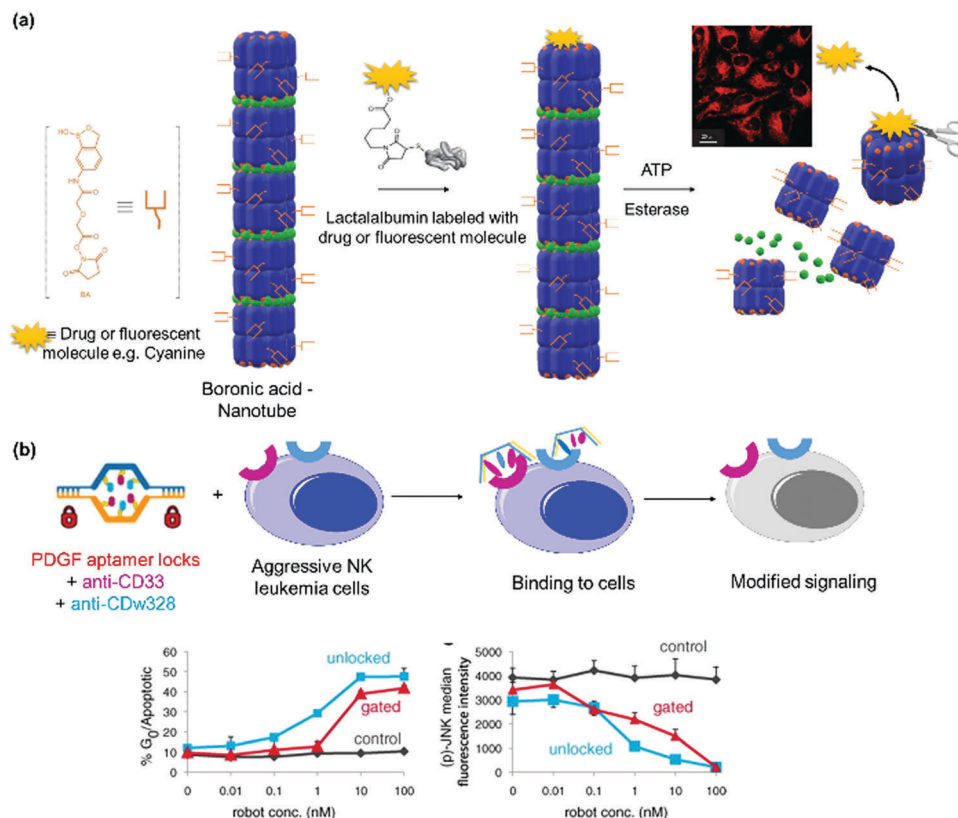 (a)
HO
B-O
HN
O
O
O
O
O-N
O
O
BA
≡
≡ Drug or fluorescent
molecule e.g. Cyanine
Boronic acid -
Nanotube
O
O
O
N
O
S
Lactalalbumin labeled with
drug or fluorescent molecule
ATP
Esterase
(b)
PDGF aptamer locks
+ anti-CD33
+ anti-CDw328
+
Aggressive NK
leukemia cells
Binding to cells
Modified signaling
% G0/Apoptotic
60
50
40
30
20
10
0
unlocked
gated
control
0 0.01 0.1 1 10 100
robot conc. (nM)
(p)-JNK median
fluorescence intensity
5000
4000
3000
2000
1000
0
control
gated
unlocked
0 0.01 0.1 1 10 100
robot conc. (nM)